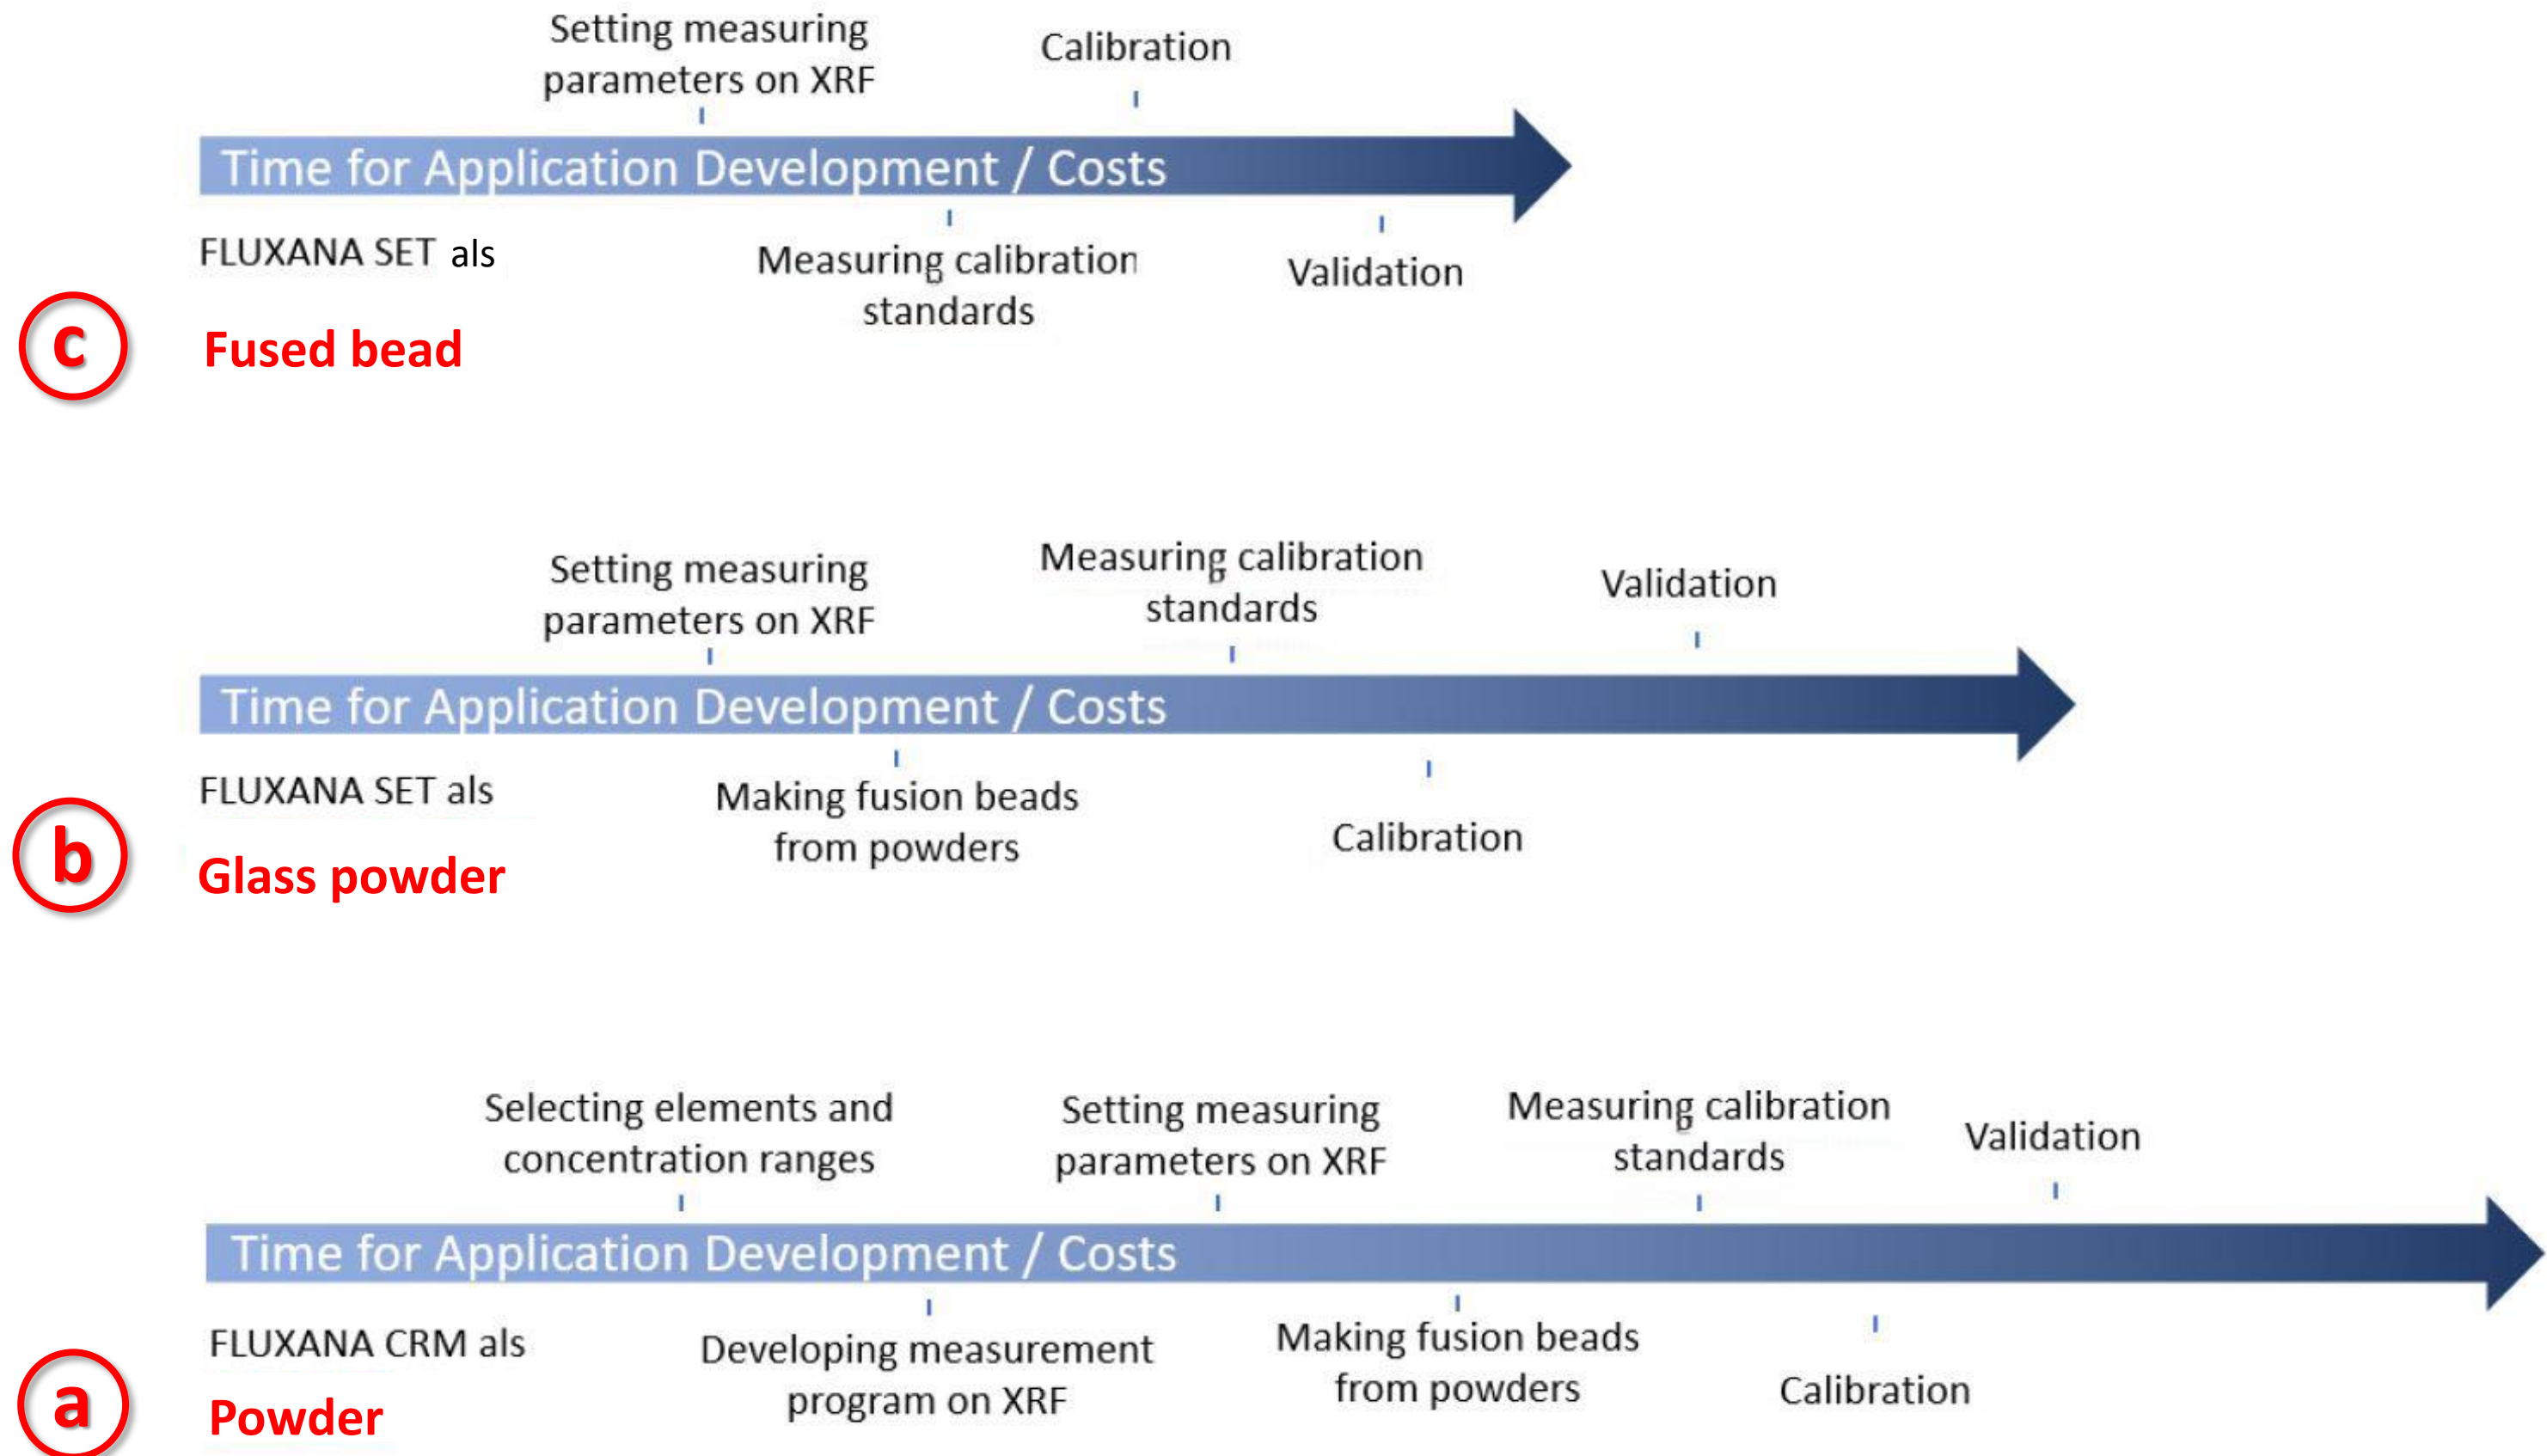 Setting measuring
parameters on XRF
Calibration
Time for Application Development / Costs
FLUXANA SET als
Measuring calibration
standards
Validation
c
Fused bead
Setting measuring
parameters on XRF
Measuring calibration
standards
Validation
Time for Application Development / Costs
FLUXANA SET als
Making fusion beads
from powders
Calibration
b
Glass powder
Selecting elements and
concentration ranges
Setting measuring
parameters on XRF
Measuring calibration
standards
Validation
Time for Application Development / Costs
FLUXANA CRM als
Developing measurement
program on XRF
Making fusion beads
from powders
Calibration
a
Powder